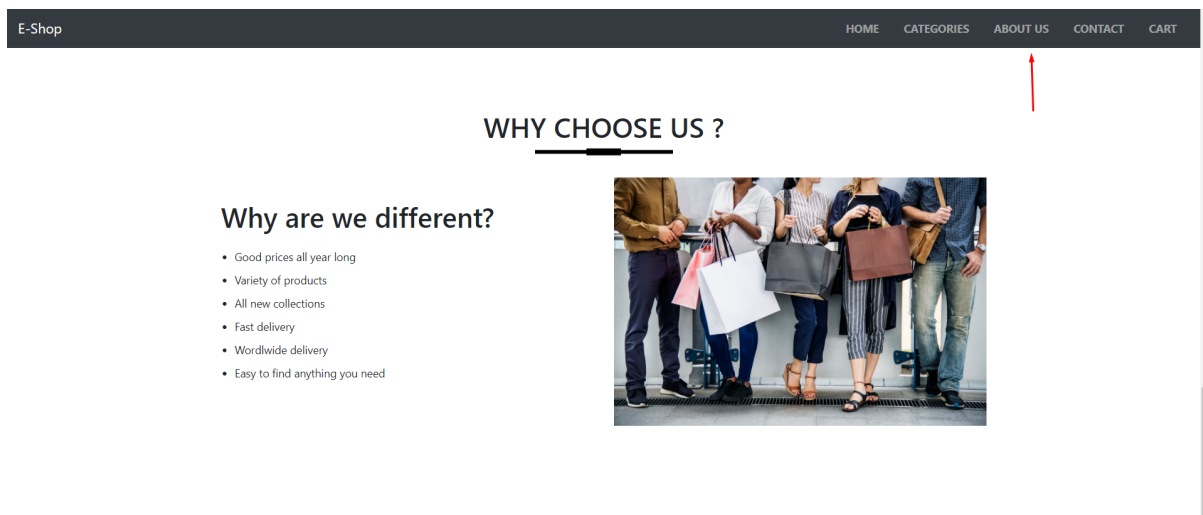 E-Shop
HOME CATEGORIES ABOUT US CONTACT CART
WHY CHOOSE US ?
Why are we different?
Good prices all year long
Variety of products
All new collections
Fast delivery
Wordlwide delivery
Easy to find anything you need